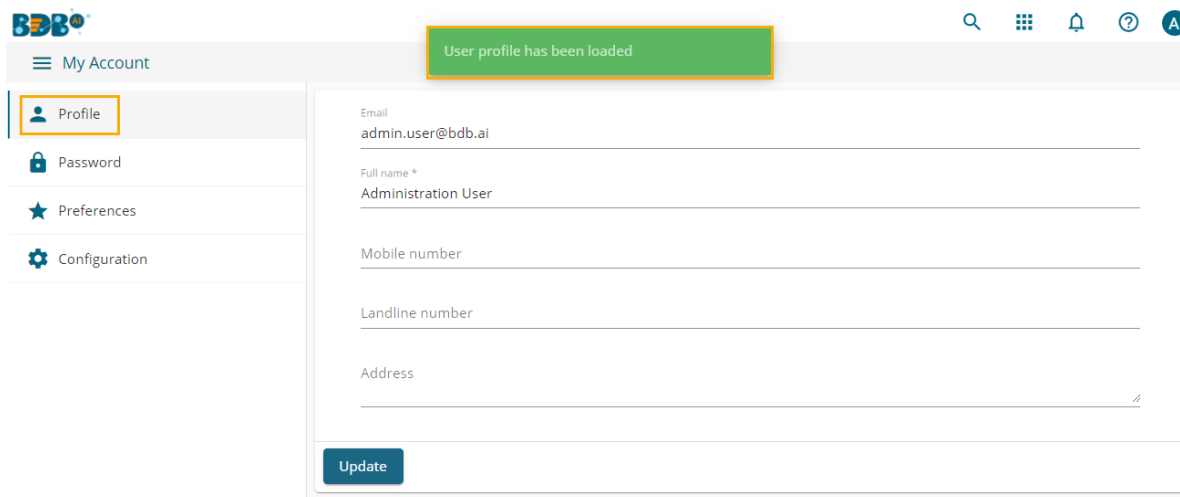 BDB AI
User profile has been loaded
A
My Account
Profile
Password
Preferences
Configuration
Email
admin.user@bdb.ai
Full name *
Administration User
Mobile number
Landline number
Address
Update